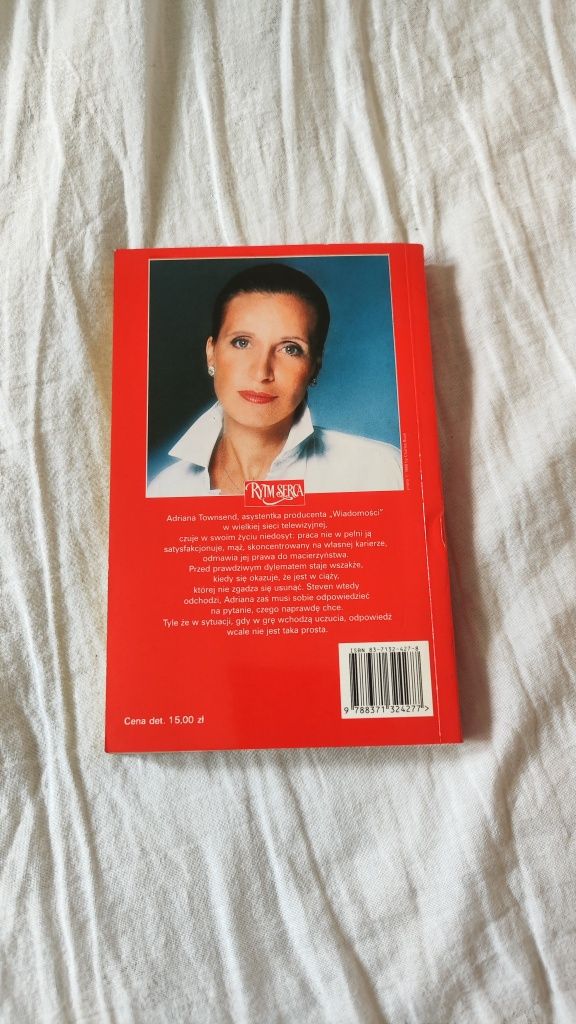 RYTM SERCA
Adriana Townsend, asystentka producenta „Wiadomości"
w wielkiej sieci telewizyjnej,
czuje w swoim życiu niedosyt: praca nie w pełni ją
satysfakcjonuje, mąż, skoncentrowany na własnej karierze,
odmawia jej prawa do macierzyństwa.
Przed prawdziwym dylematem staje wszakże,
kiedy się okazuje, że jest w ciąży,
której nie zgadza się usunąć. Steven wtedy
odchodzi, Adriana zaś musi sobie odpowiedzieć
na pytanie, czego naprawdę chce.
Tyle że w sytuacji, gdy w grę wchodzą uczucia, odpowiedź
wcale nie jest taka prosta.
ISBN 83-7132-427-8
9 788371 324277 >
Cena det. 15,00 zł